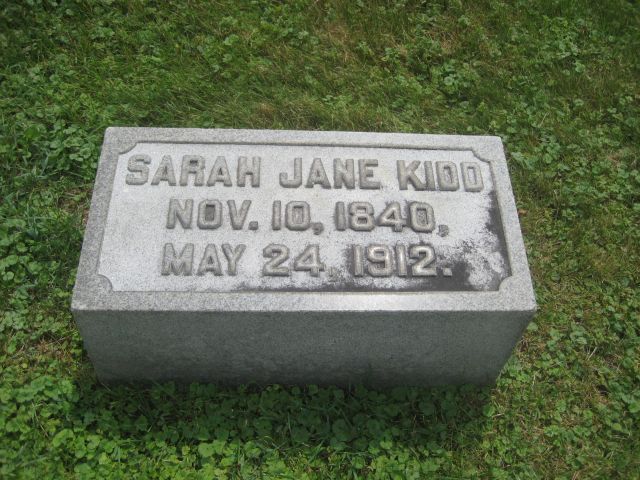 SARAH JANE KIDD
NOV. 10, 1840,
MAY 24, 1912.